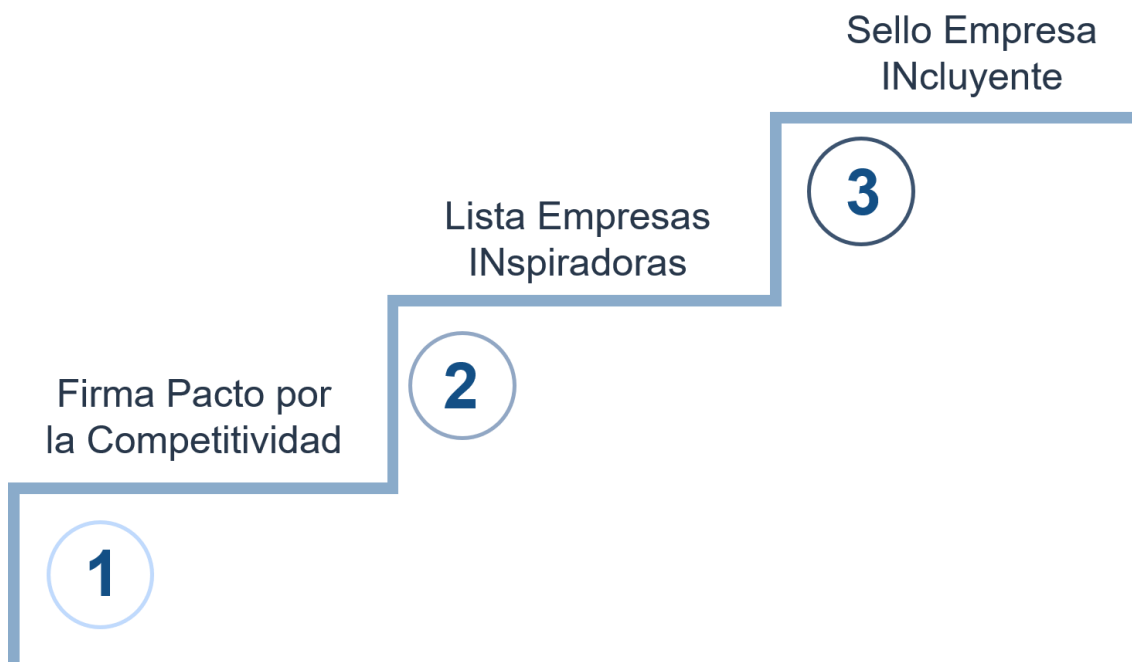 Sello Empresa
INcluyente
3
Lista Empresas
INspiradoras
2
Firma Pacto por
la Competitividad
1